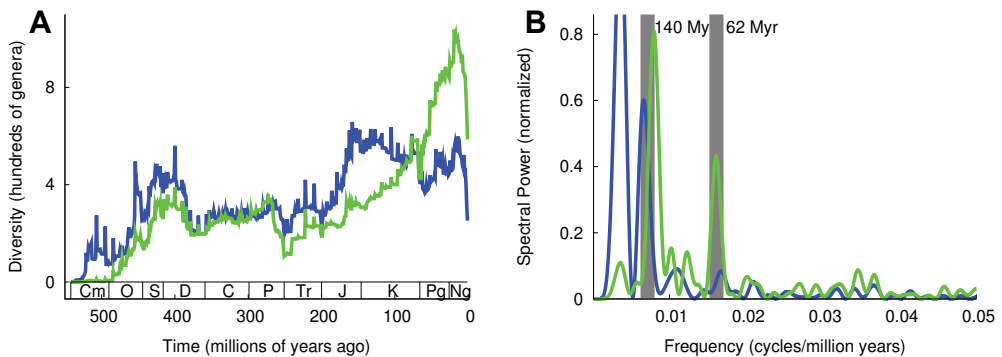 A
Diversity (hundreds of genera)
8
4
0
Cm O S D C P Tr J K Pg Ng
500 400 300 200 100 0
Time (millions of years ago)
B
140 My 62 Myr
Spectral Power (normalized)
0.8
0.6
0.4
0.2
0
0.01 0.02 0.03 0.04 0.05
Frequency (cycles/million years)